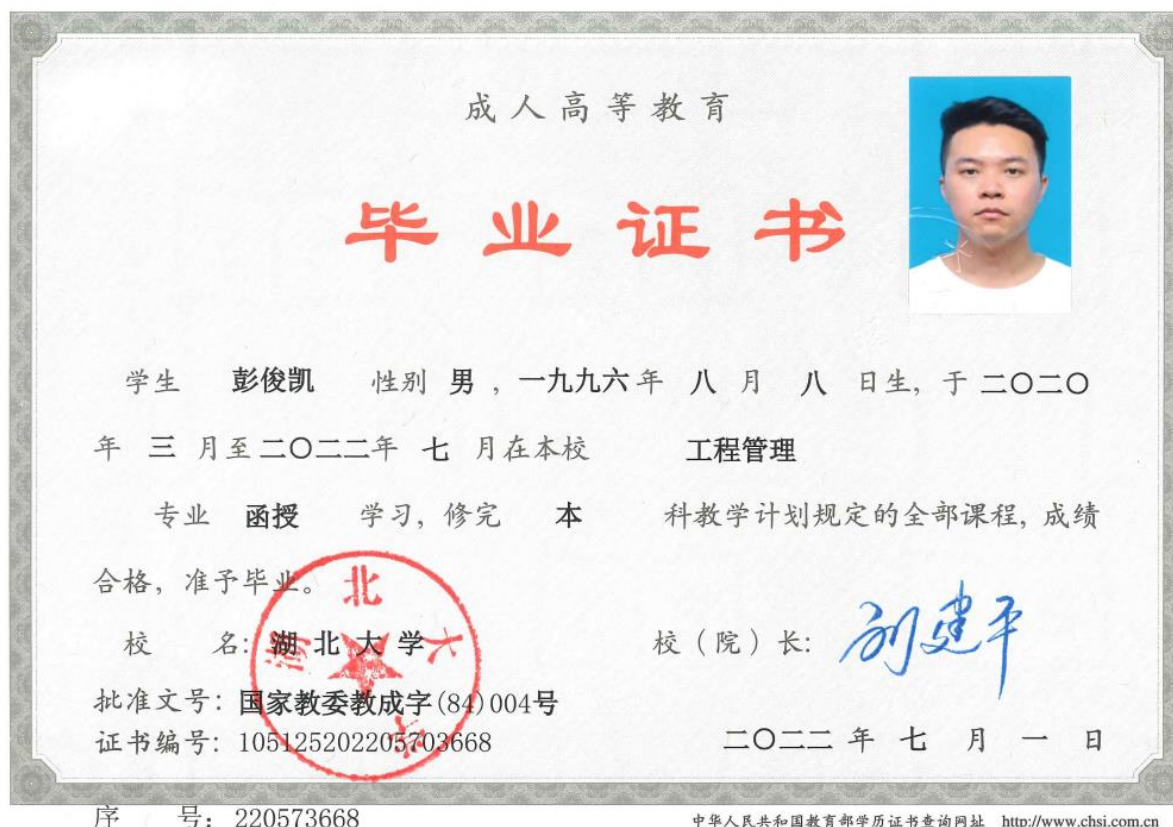 成人高等教育
毕业证书
学生 彭俊凯 性别 男 ，一九九六年 八 月 八 日生，于二〇二〇
年 三 月至二〇二二年 七 月在本校 工程管理
专业 函授 学习，修完 本 科教学计划规定的全部课程，成绩
合格，准予毕业。
校 名：湖北大学 校（院）长：刘建平
湖北大学
批准文号：国家教委教成字(84)004号
证书编号：105125202205703668 二〇二二 年 七 月 一 日
序 号：220573668 中华人民共和国教育部学历证书查询网址 http://www.chsi.com.cn